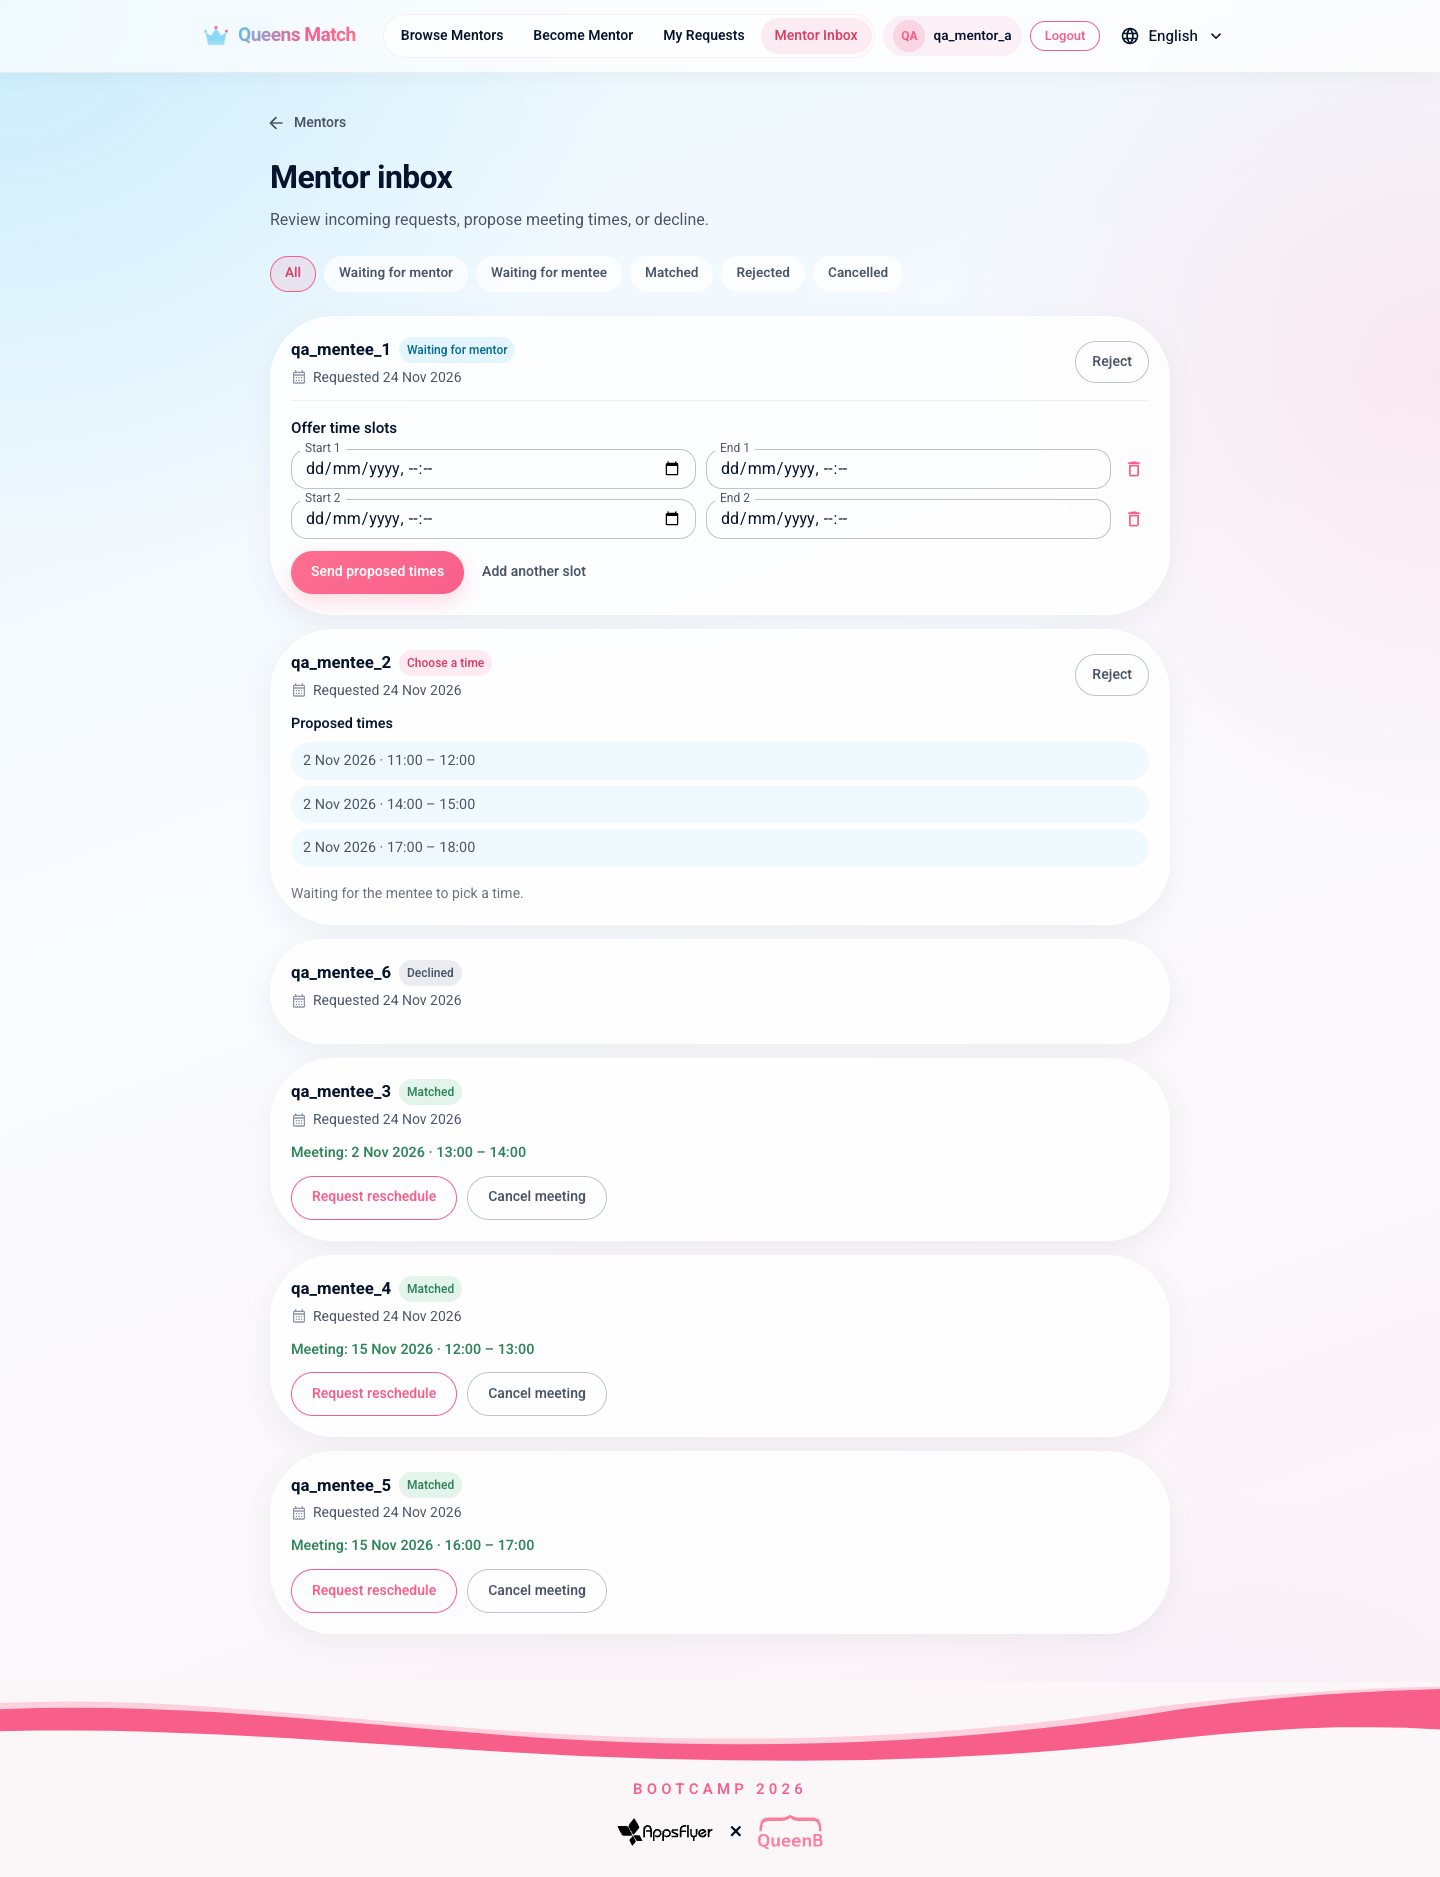 Queens Match
Browse Mentors
Become Mentor
My Requests
Mentor Inbox
QA
qa_mentor_a
Logout
English
Mentors
Mentor inbox
Review incoming requests, propose meeting times, or decline.
All
Waiting for mentor
Waiting for mentee
Matched
Rejected
Cancelled
qa_mentee_1
Waiting for mentor
Requested 24 Nov 2026
Reject
Offer time slots
Start 1
dd/mm/yyyy, --:--
End 1
dd/mm/yyyy, --:--
Start 2
dd/mm/yyyy, --:--
End 2
dd/mm/yyyy, --:--
Send proposed times
Add another slot
qa_mentee_2
Choose a time
Requested 24 Nov 2026
Reject
Proposed times
2 Nov 2026 · 11:00 – 12:00
2 Nov 2026 · 14:00 – 15:00
2 Nov 2026 · 17:00 – 18:00
Waiting for the mentee to pick a time.
qa_mentee_6
Declined
Requested 24 Nov 2026
qa_mentee_3
Matched
Requested 24 Nov 2026
Meeting: 2 Nov 2026 · 13:00 – 14:00
Request reschedule
Cancel meeting
qa_mentee_4
Matched
Requested 24 Nov 2026
Meeting: 15 Nov 2026 · 12:00 – 13:00
Request reschedule
Cancel meeting
qa_mentee_5
Matched
Requested 24 Nov 2026
Meeting: 15 Nov 2026 · 16:00 – 17:00
Request reschedule
Cancel meeting
BOOTCAMP 2026
AppsFlyer
×
QueenB